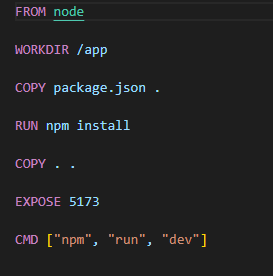 FROM node
WORKDIR /app
COPY package.json .
RUN npm install
COPY . .
EXPOSE 5173
CMD ["npm", "run", "dev"]